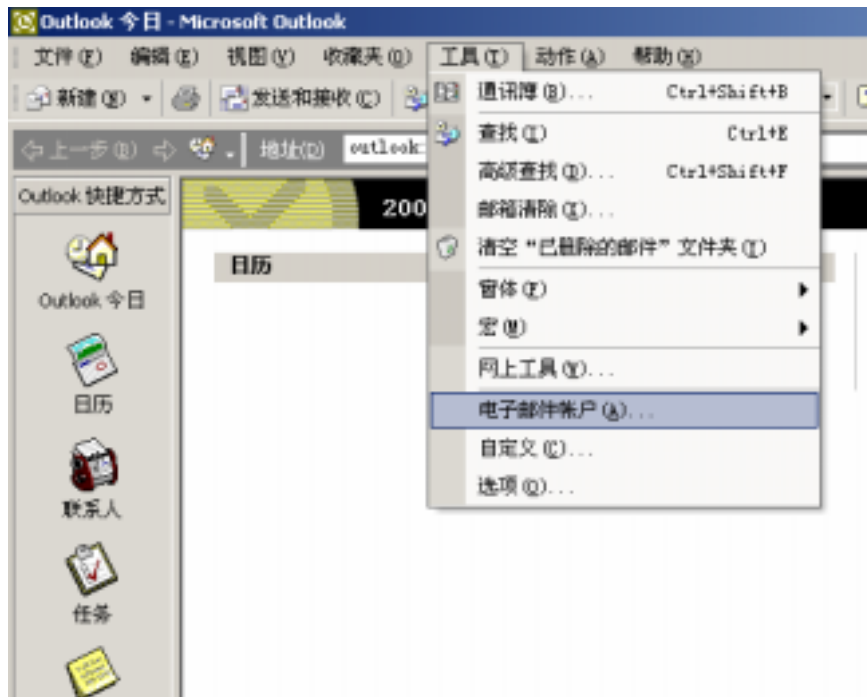 Outlook 今日 - Microsoft Outlook
文件(F) 编辑(E) 视图(V) 收藏夹(O) 工具(T) 动作(A) 帮助(H)
新建(N) 发送和接收(C)
上一步(B) 地址(D) outlook:
Outlook 快捷方式
Outlook 今日
日历
联系人
任务
200
日历
通讯簿(B)... Ctrl+Shift+B
查找(I) Ctrl+E
高级查找(D)... Ctrl+Shift+F
邮箱清除(X)...
清空“已删除的邮件”文件夹(Y)
窗体(F)
宏(M)
网上工具(W)...
电子邮件帐户(A)...
自定义(C)...
选项(O)...